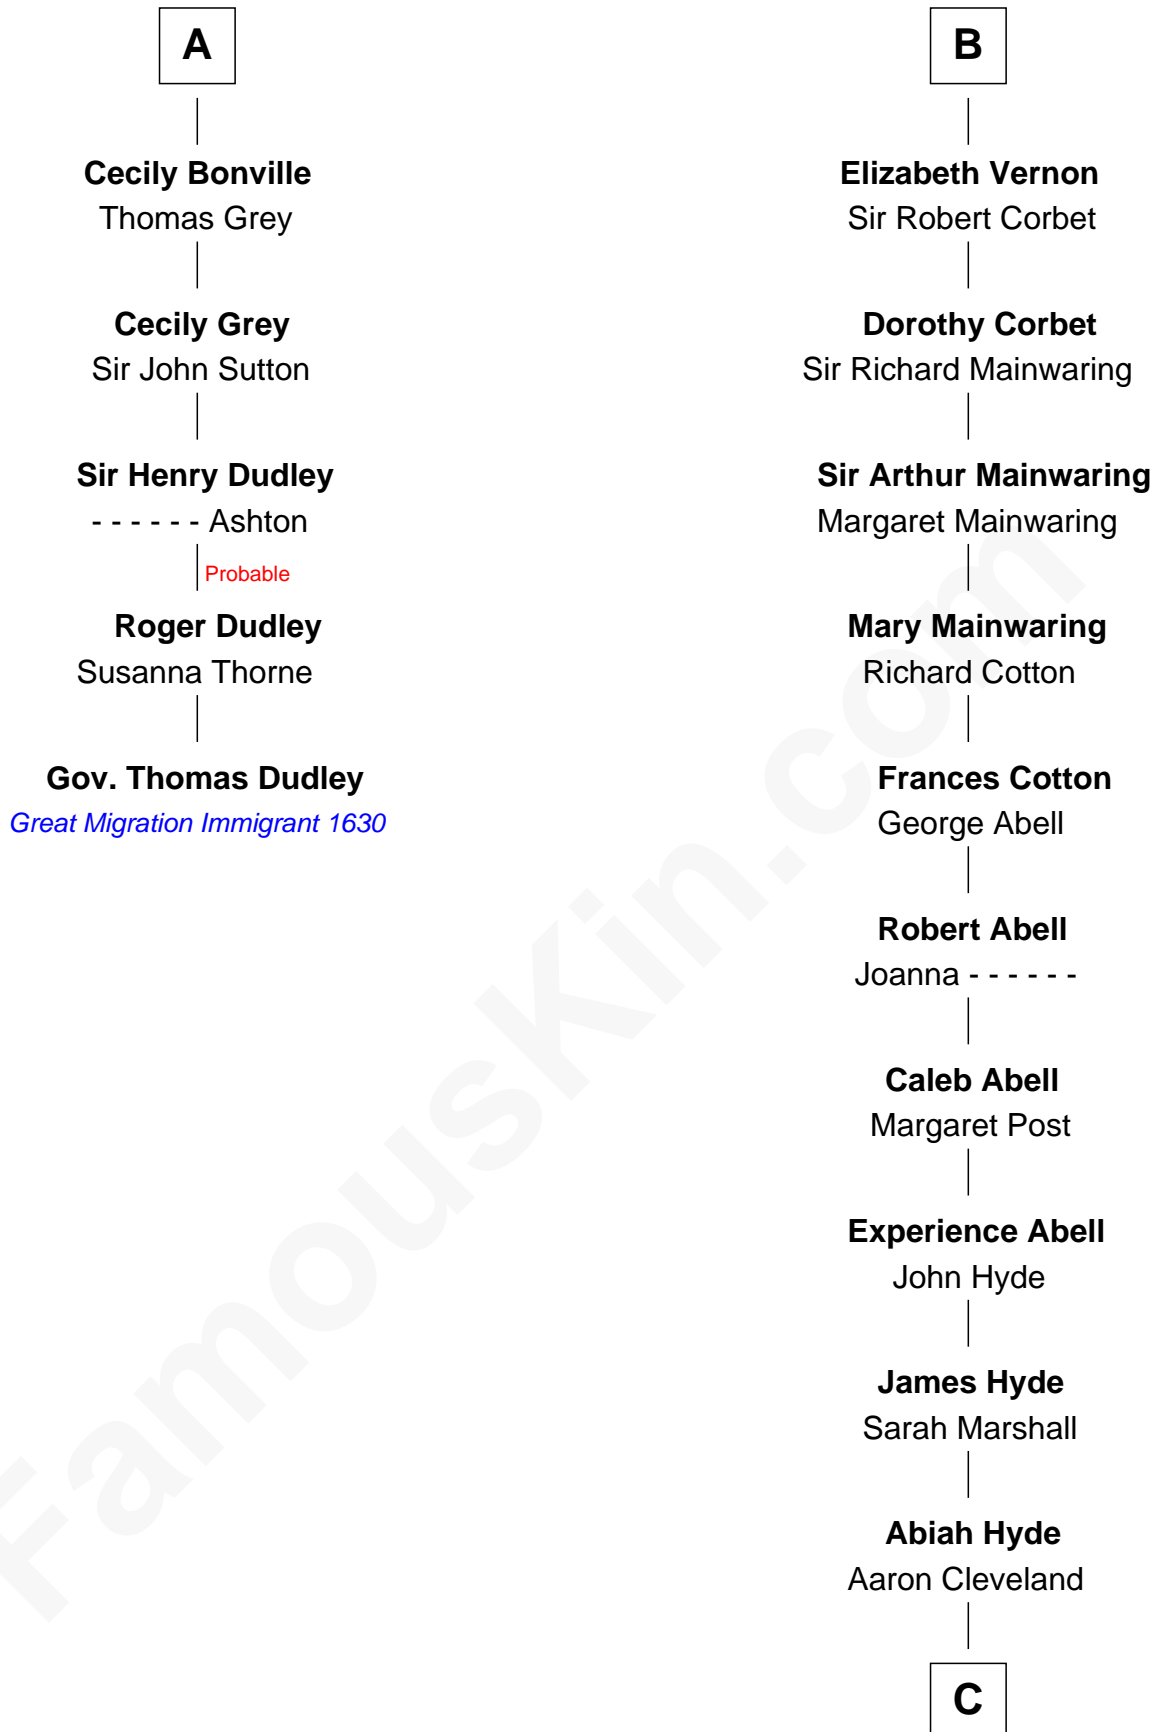 A
Cecily Bonville
Thomas Grey
Cecily Grey
Sir John Sutton
Sir Henry Dudley
- - - - - - Ashton
Probable
Roger Dudley
Susanna Thorne
Gov. Thomas Dudley
Great Migration Immigrant 1630
B
Elizabeth Vernon
Sir Robert Corbet
Dorothy Corbet
Sir Richard Mainwaring
Sir Arthur Mainwaring
Margaret Mainwaring
Mary Mainwaring
Richard Cotton
Frances Cotton
George Abell
Robert Abell
Joanna - - - - - -
Caleb Abell
Margaret Post
Experience Abell
John Hyde
James Hyde
Sarah Marshall
Abiah Hyde
Aaron Cleveland
C
FamousKin.com